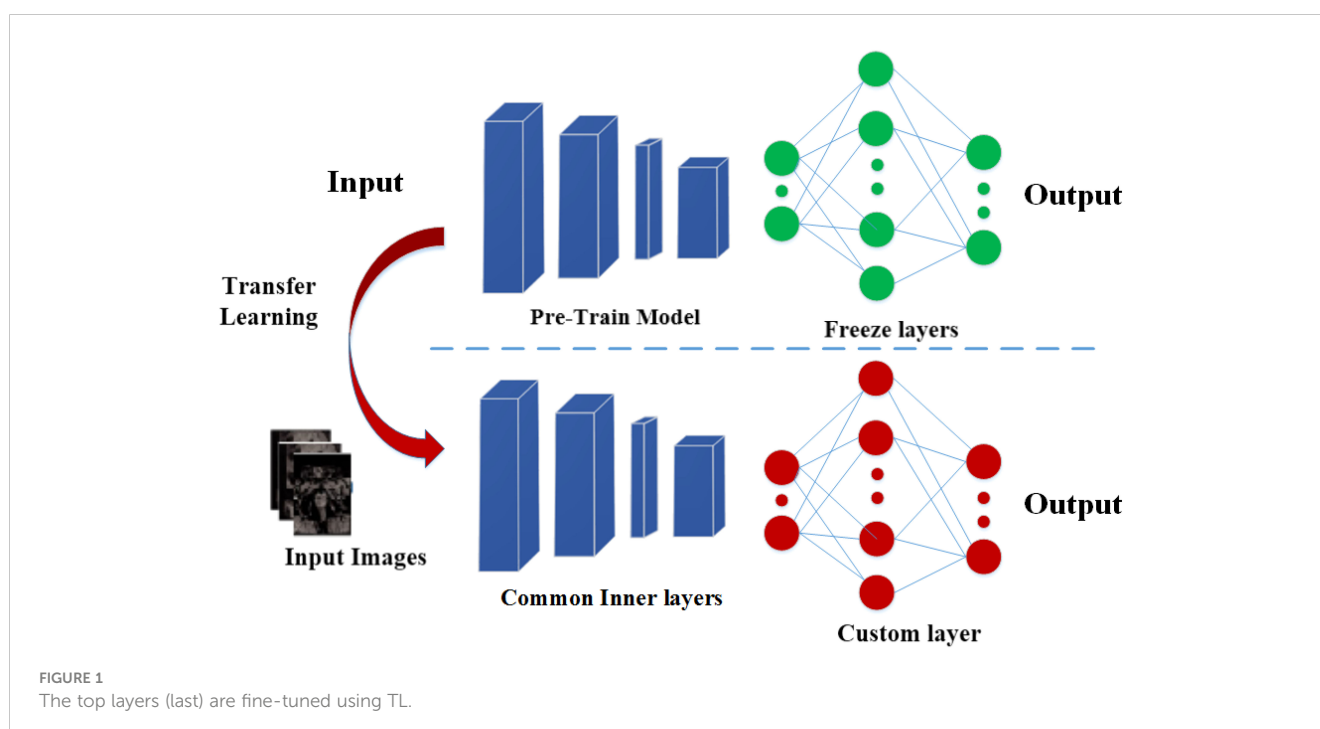 Input
Output
Transfer
Learning
Pre-Train Model
Freeze layers
Output
Input Images
Common Inner layers
Custom layer
FIGURE 1
The top layers (last) are fine-tuned using TL.